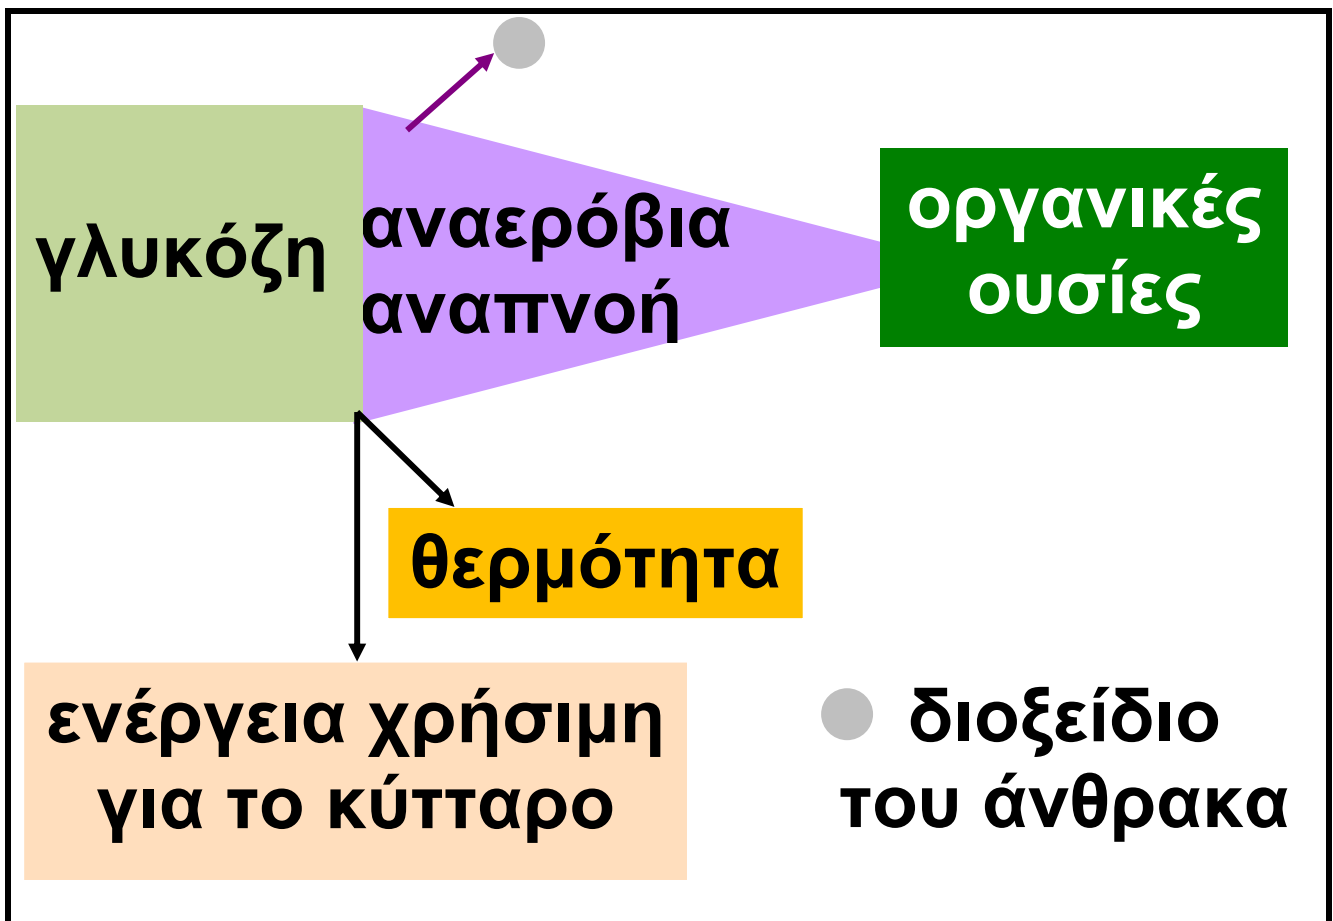 γλυκόζη
αναερόβια
αναπνοή
οργανικές
ουσίες
θερμότητα
ενέργεια χρήσιμη
για το κύτταρο
διοξείδιο
του άνθρακα